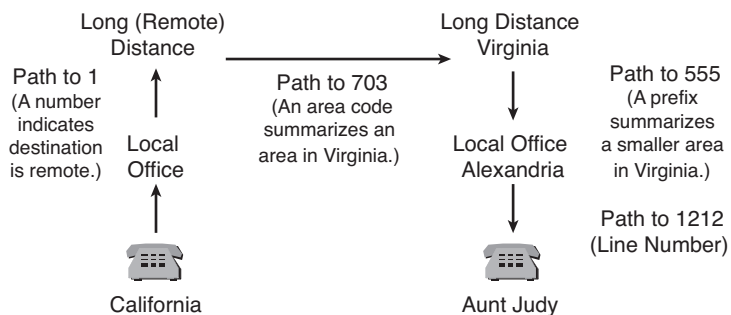 Long (Remote)
Distance
Path to 1
(A number
indicates
destination
is remote.)
Local
Office
California
Path to 703
(An area code
summarizes an
area in Virginia.)
Long Distance
Virginia
Local Office
Alexandria
Aunt Judy
Path to 555
(A prefix
summarizes
a smaller area
in Virginia.)
Path to 1212
(Line Number)